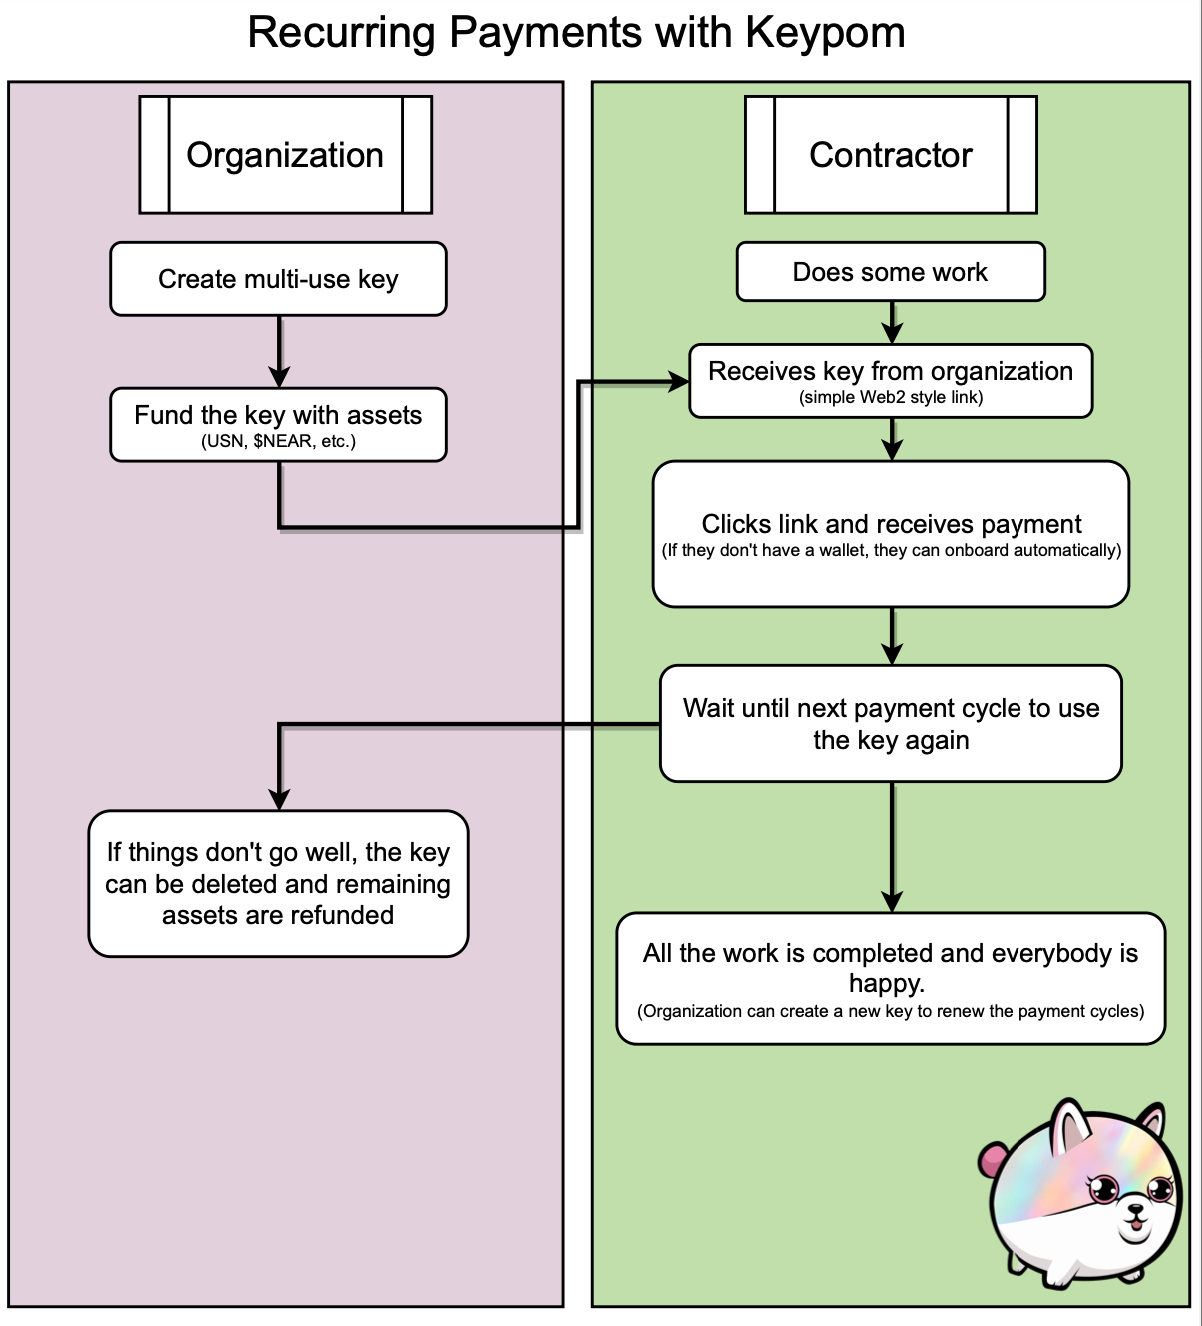 Recurring Payments with Keypom
Organization
Create multi-use key
Fund the key with assets
(USN, $NEAR, etc.)
If things don't go well, the key
can be deleted and remaining
assets are refunded
Contractor
Does some work
Receives key from organization
(simple Web2 style link)
Clicks link and receives payment
(If they don't have a wallet, they can onboard automatically)
Wait until next payment cycle to use
the key again
All the work is completed and everybody is
happy.
(Organization can create a new key to renew the payment cycles)